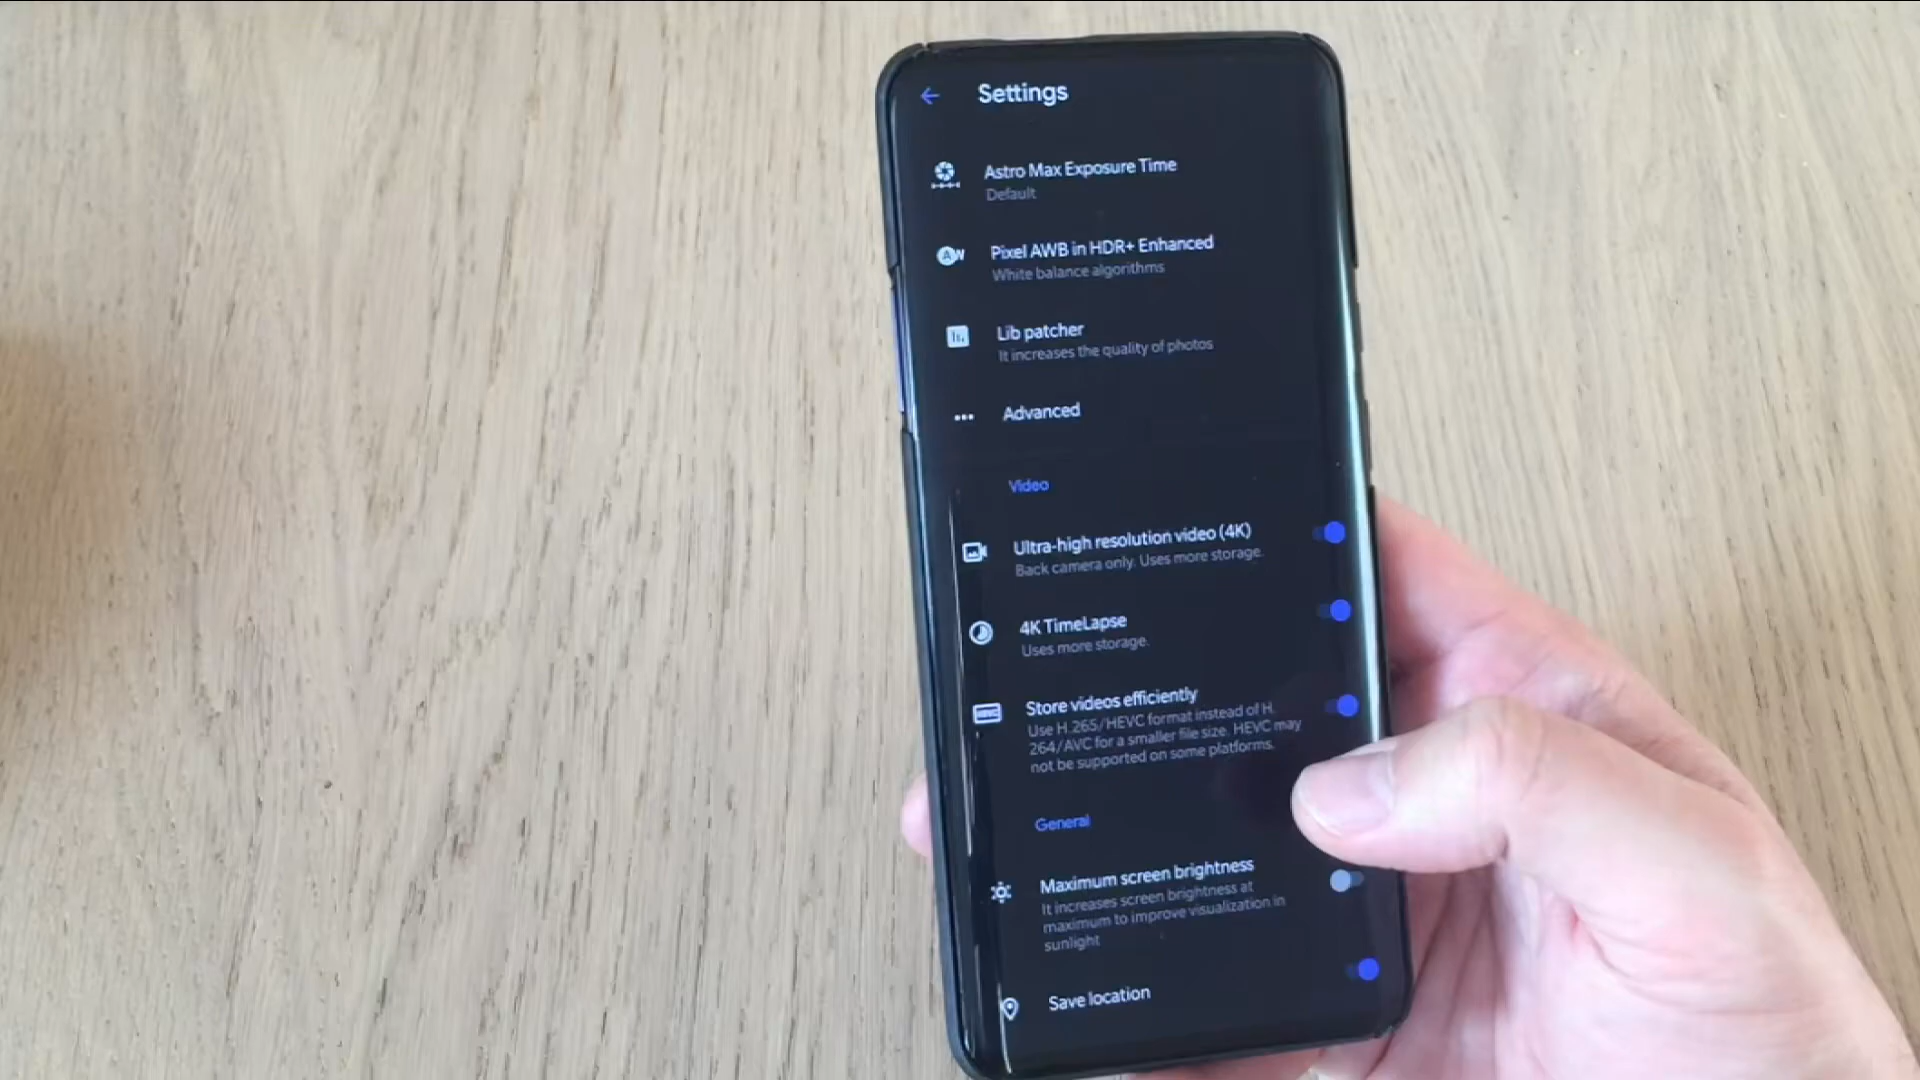 Settings
Astro Max Exposure Time
Default
Pixel AWB in HDR+ Enhanced
White balance algorithms
Lib patcher
It increases the quality of photos
Advanced
Video
Ultra-high resolution video (4K)
Back camera only. Uses more storage.
4K TimeLapse
Uses more storage.
Store videos efficiently
Use H.265/HEVC format instead of H.
264/AVC for a smaller file size. HEVC may
not be supported on some platforms.
General
Maximum screen brightness
It increases screen brightness at
maximum to improve visualization in
sunlight
Save location